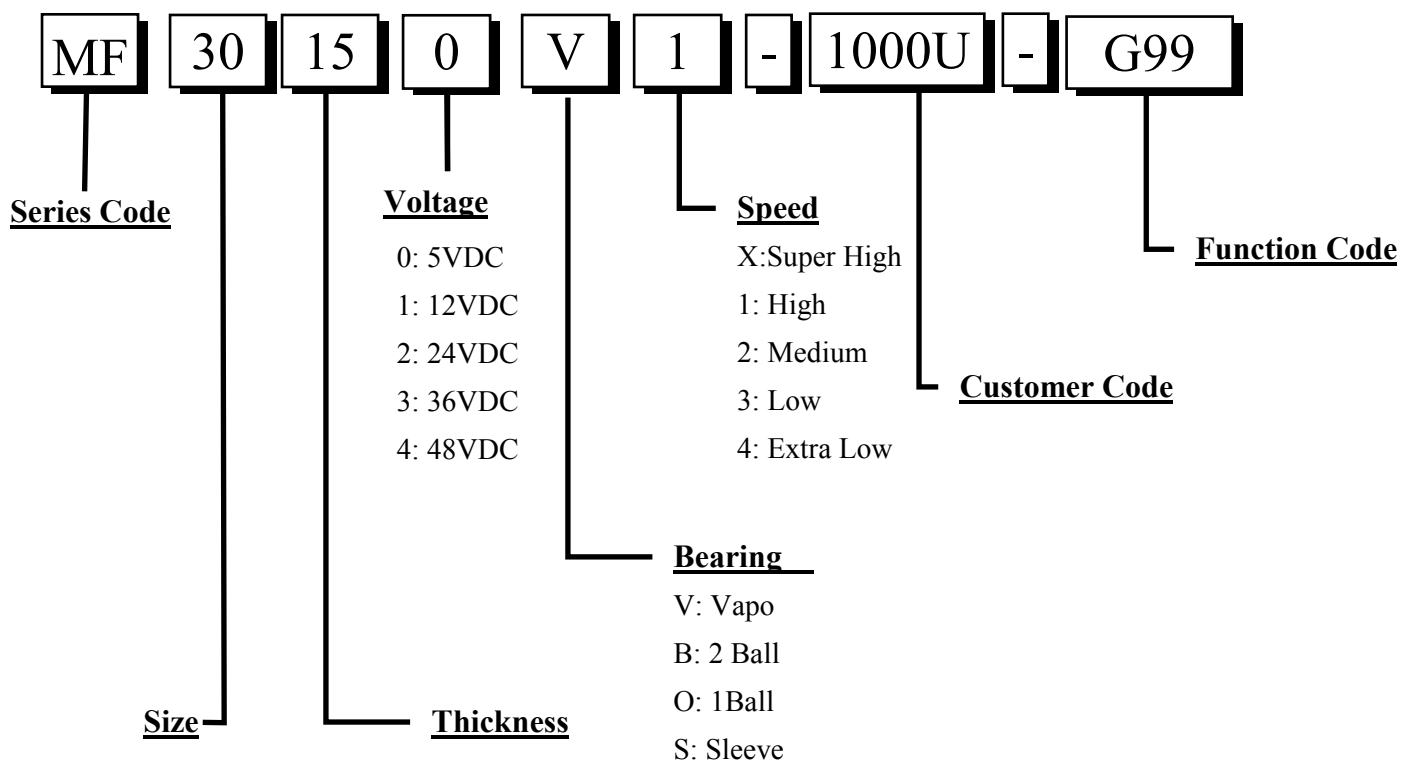 MF 30 15 0 V 1 - 1000U - G99
Series Code
Voltage
0: 5VDC
1: 12VDC
2: 24VDC
3: 36VDC
4: 48VDC
Speed
X:Super High
1: High
2: Medium
3: Low
4: Extra Low
Function Code
Customer Code
Bearing
V: Vapo
B: 2 Ball
O: 1Ball
S: Sleeve
Size
Thickness